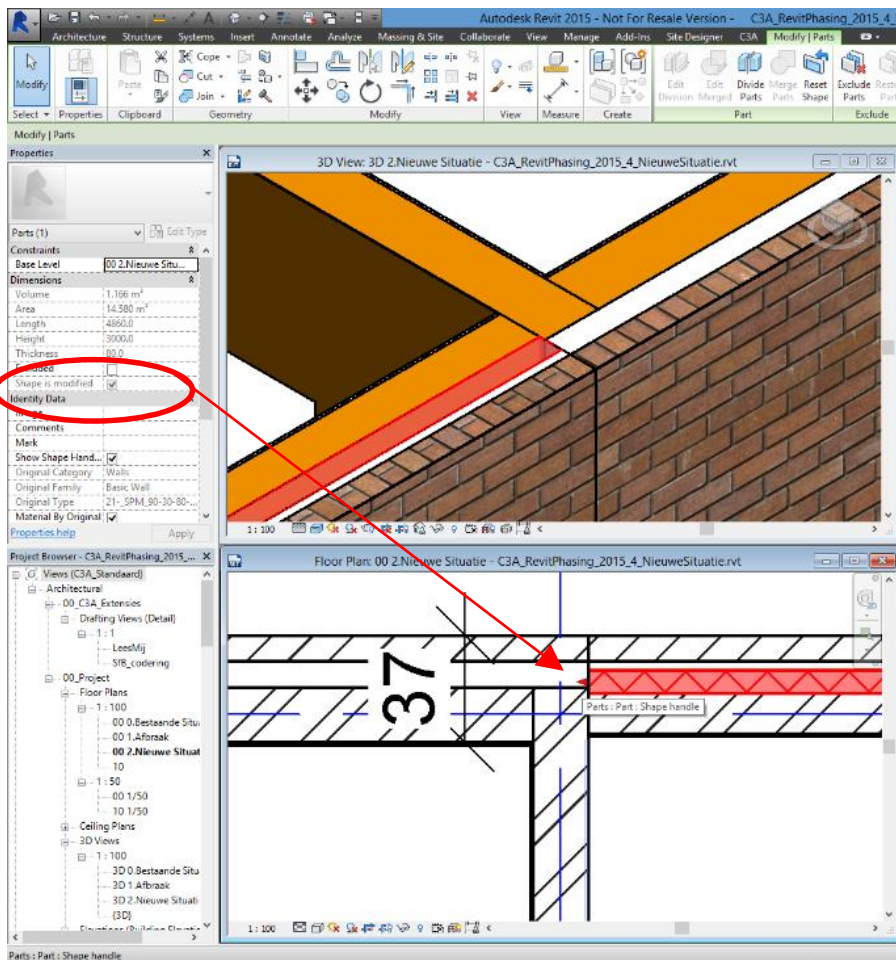 Autodesk Revit 2015 - Not For Resale Version - C3A_RevitPhasing_2015_4_
Architecture Structure Systems Insert Annotate Analyze Massing & Site Collaborate View Manage Add-Ins Site Designer C3A Modify | Parts
Modify
Paste
Cope
Cut
Join
Edit Division
Edit Merged
Divide Parts
Merge Parts
Reset Shape
Exclude Parts
Select Properties Clipboard Geometry Modify View Measure Create Part Exclude
Modify | Parts
Properties
Parts (1) Edit Type
Constraints
Base Level 00 2.Nieuwe Situ...
Dimensions
Volume 1.166 m³
Area 14.580 m²
Length 4860.0
Height 3000.0
Thickness 80.0
Excluded
Shape is modified
Identity Data
Image
Comments
Mark
Show Shape Hand...
Original Category Walls
Original Family Basic Wall
Original Type 21-_SPM_90-30-80-...
Material By Original
Properties help Apply
3D View: 3D 2.Nieuwe Situatie - C3A_RevitPhasing_2015_4_NieuweSituatie.rvt
1 : 100
Project Browser - C3A_RevitPhasing_2015_...
Views (C3A_Standaard)
Architectural
00_C3A_Extensies
Drafting Views (Detail)
1 : 1
LeesMij
SfB_codering
00_Project
Floor Plans
1 : 100
00 0.Bestaande Situ
00 1.Afbraak
00 2.Nieuwe Situat
10
1 : 50
00 1/50
10 1/50
Ceiling Plans
3D Views
1 : 100
3D 0.Bestaande Situ
3D 1.Afbraak
3D 2.Nieuwe Situati
{3D}
Floor Plan: 00 2.Nieuwe Situatie - C3A_RevitPhasing_2015_4_NieuweSituatie.rvt
37
Parts : Part : Shape handle
1 : 100
Parts : Part : Shape handle